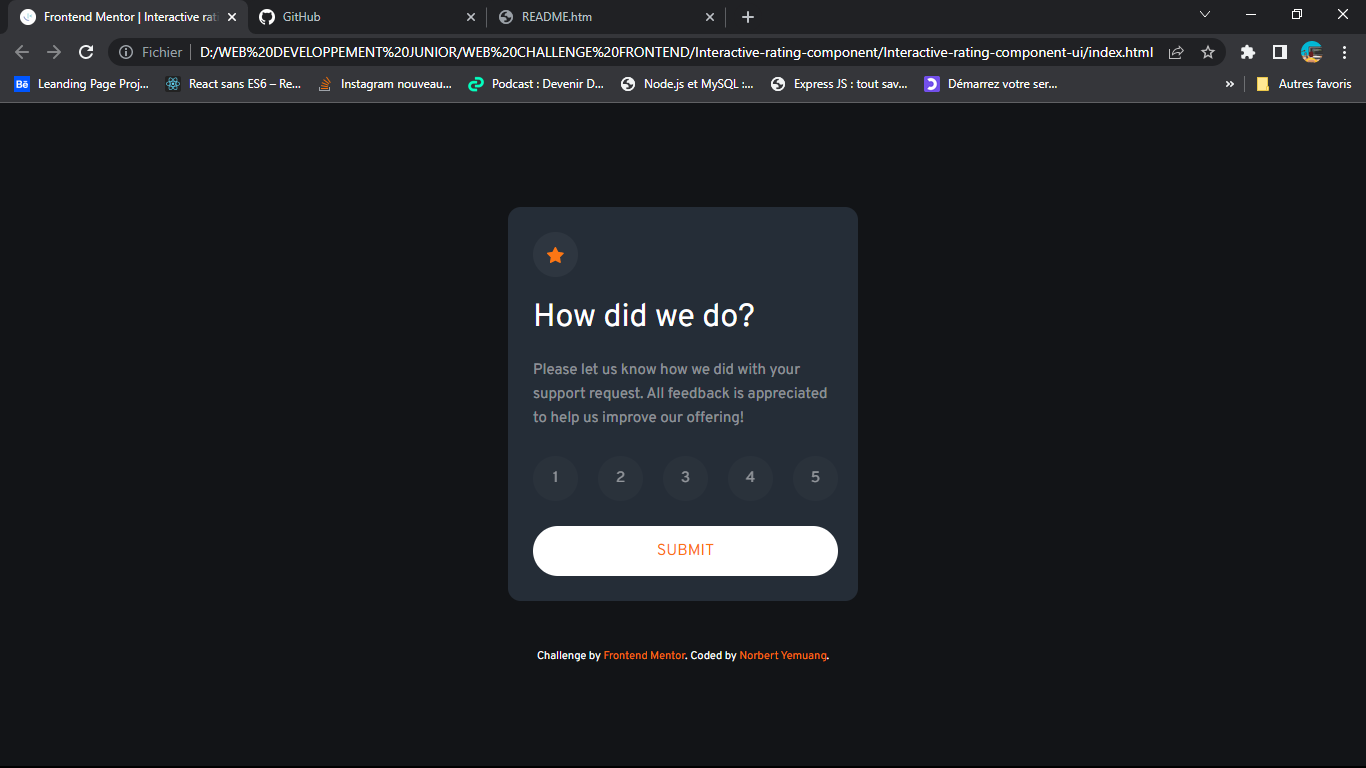 Frontend Mentor | Interactive rat
GitHub
README.htm
Fichier
D:/WEB%20DEVELOPPEMENT%20JUNIOR/WEB%20CHALLENGE%20FRONTEND/Interactive-rating-component/Interactive-rating-component-ui/index.html
Bē Leanding Page Proj... React sans ES6 – Re... Instagram nouveau... Podcast : Devenir D... Node.js et MySQL :... Express JS : tout sav... Démarrez votre ser... » Autres favoris
How did we do?
Please let us know how we did with your
support request. All feedback is appreciated
to help us improve our offering!
1 2 3 4 5
SUBMIT
Challenge by Frontend Mentor. Coded by Norbert Yemuang.